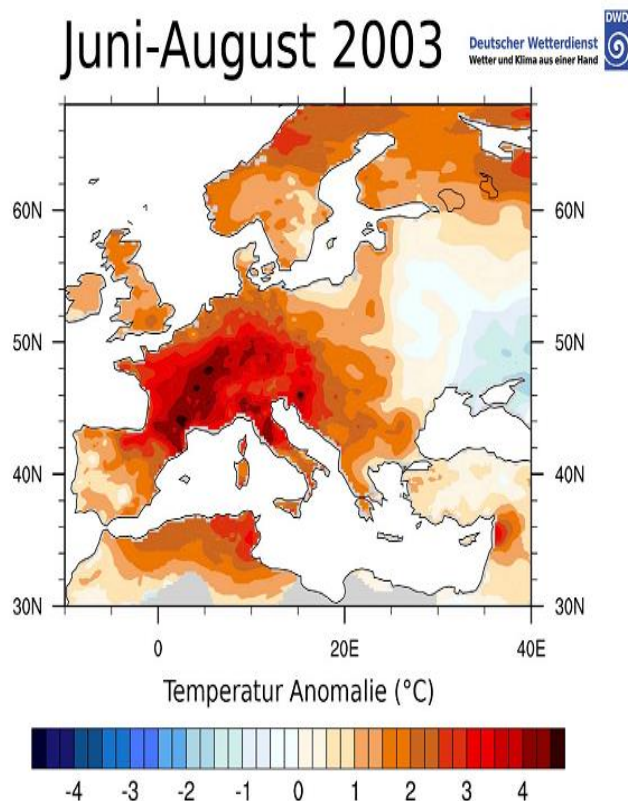 Juni-August 2003
DWD
Deutscher Wetterdienst
Wetter und Klima aus einer Hand
60N 60N
50N 50N
40N 40N
30N 30N
0 20E 40E
Temperatur Anomalie (°C)
-4 -3 -2 -1 0 1 2 3 4